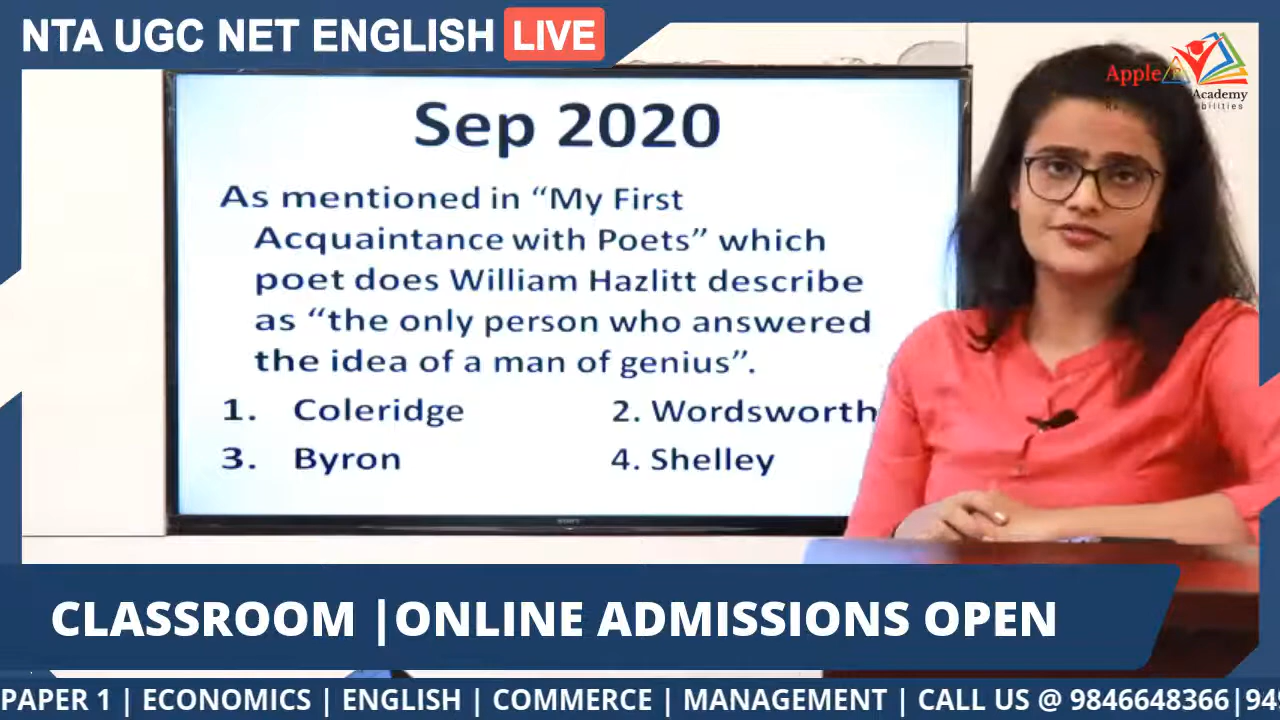 NTA UGC NET ENGLISH LIVE
Apple
Academy
Sep 2020
As mentioned in “My First
Acquaintance with Poets” which
poet does William Hazlitt describe
as “the only person who answered
the idea of a man of genius”.
1. Coleridge 2. Wordsworth
3. Byron 4. Shelley
SONY
CLASSROOM |ONLINE ADMISSIONS OPEN
PAPER 1 | ECONOMICS | ENGLISH | COMMERCE | MANAGEMENT | CALL US @ 9846648366|945